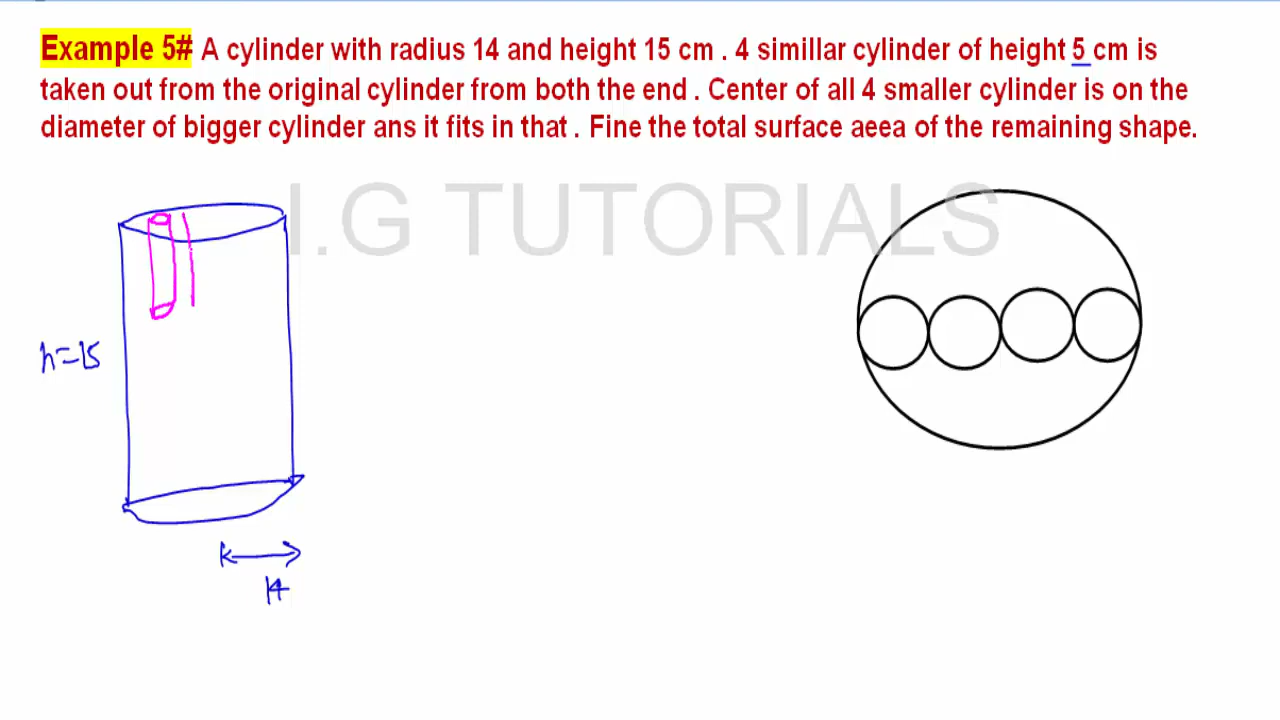 Example 5# A cylinder with radius 14 and height 15 cm . 4 simillar cylinder of height 5 cm is
taken out from the original cylinder from both the end . Center of all 4 smaller cylinder is on the
diameter of bigger cylinder ans it fits in that . Fine the total surface aeea of the remaining shape.
I.G TUTORIALS
h=15
14